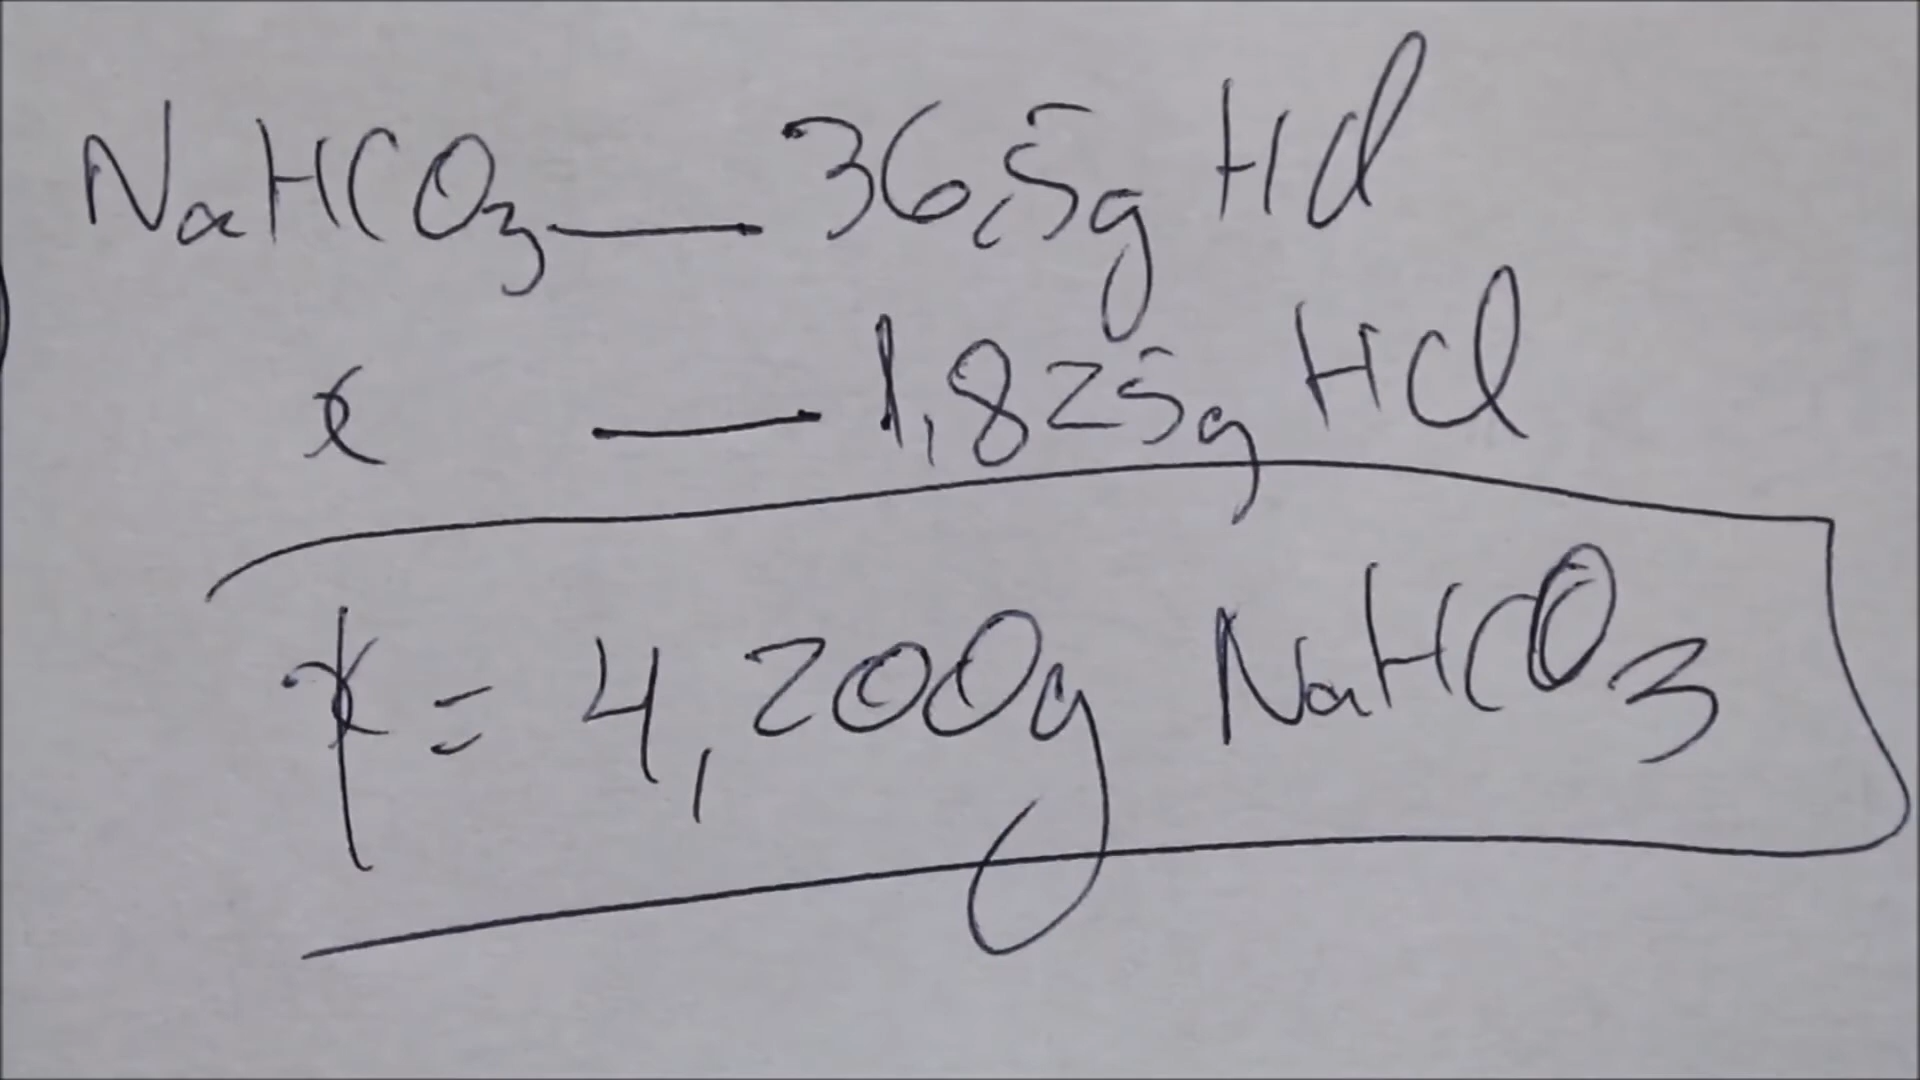 NaHCO3 — 36,5g HCl
x — 1,825g HCl
x = 4,200g NaHCO3